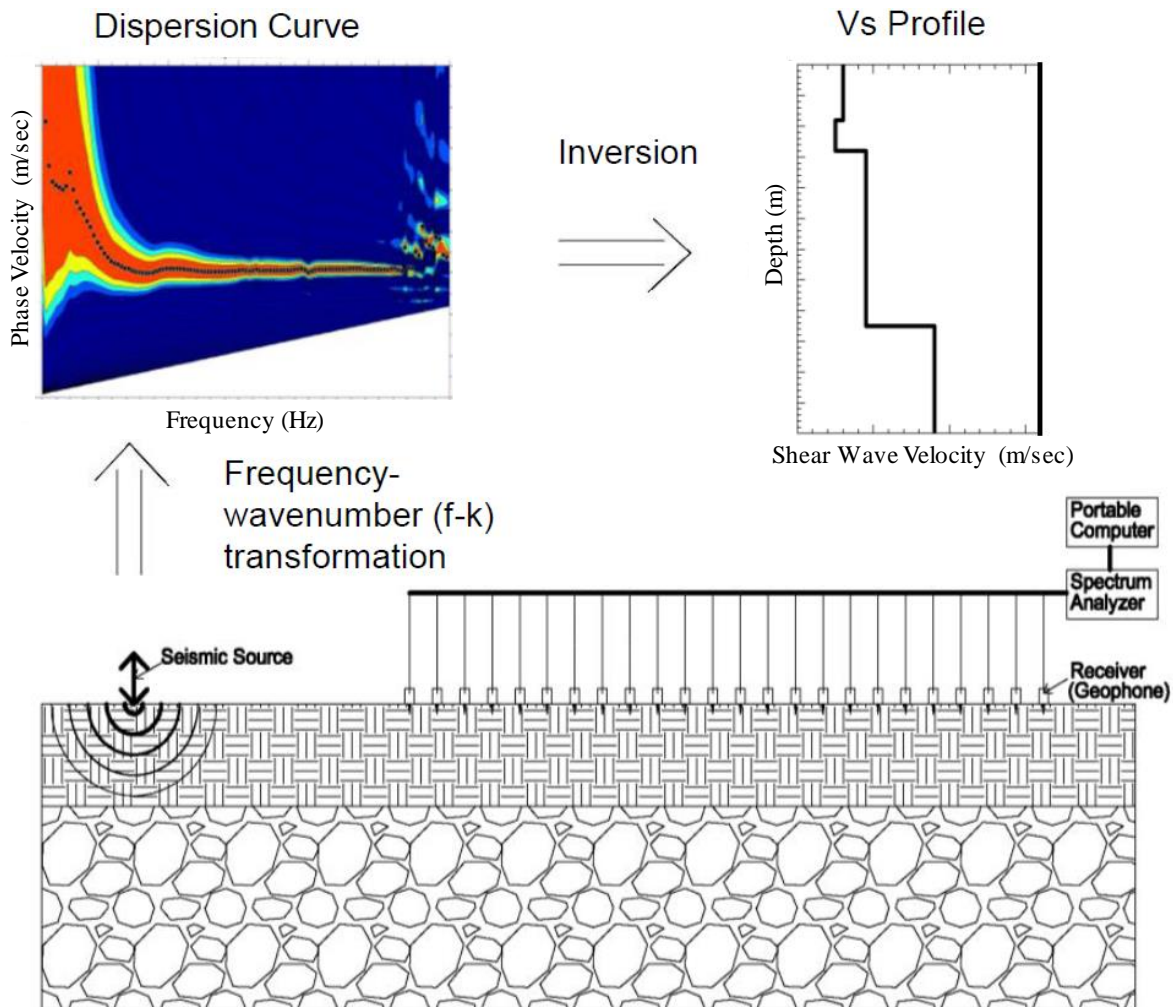 Dispersion Curve
Vs Profile
Phase Velocity (m/sec)
Inversion
Depth (m)
Frequency (Hz)
Shear Wave Velocity (m/sec)
Frequency-
wavenumber (f-k)
transformation
Portable
Computer
Spectrum
Analyzer
Seismic Source
Receiver
(Geophone)